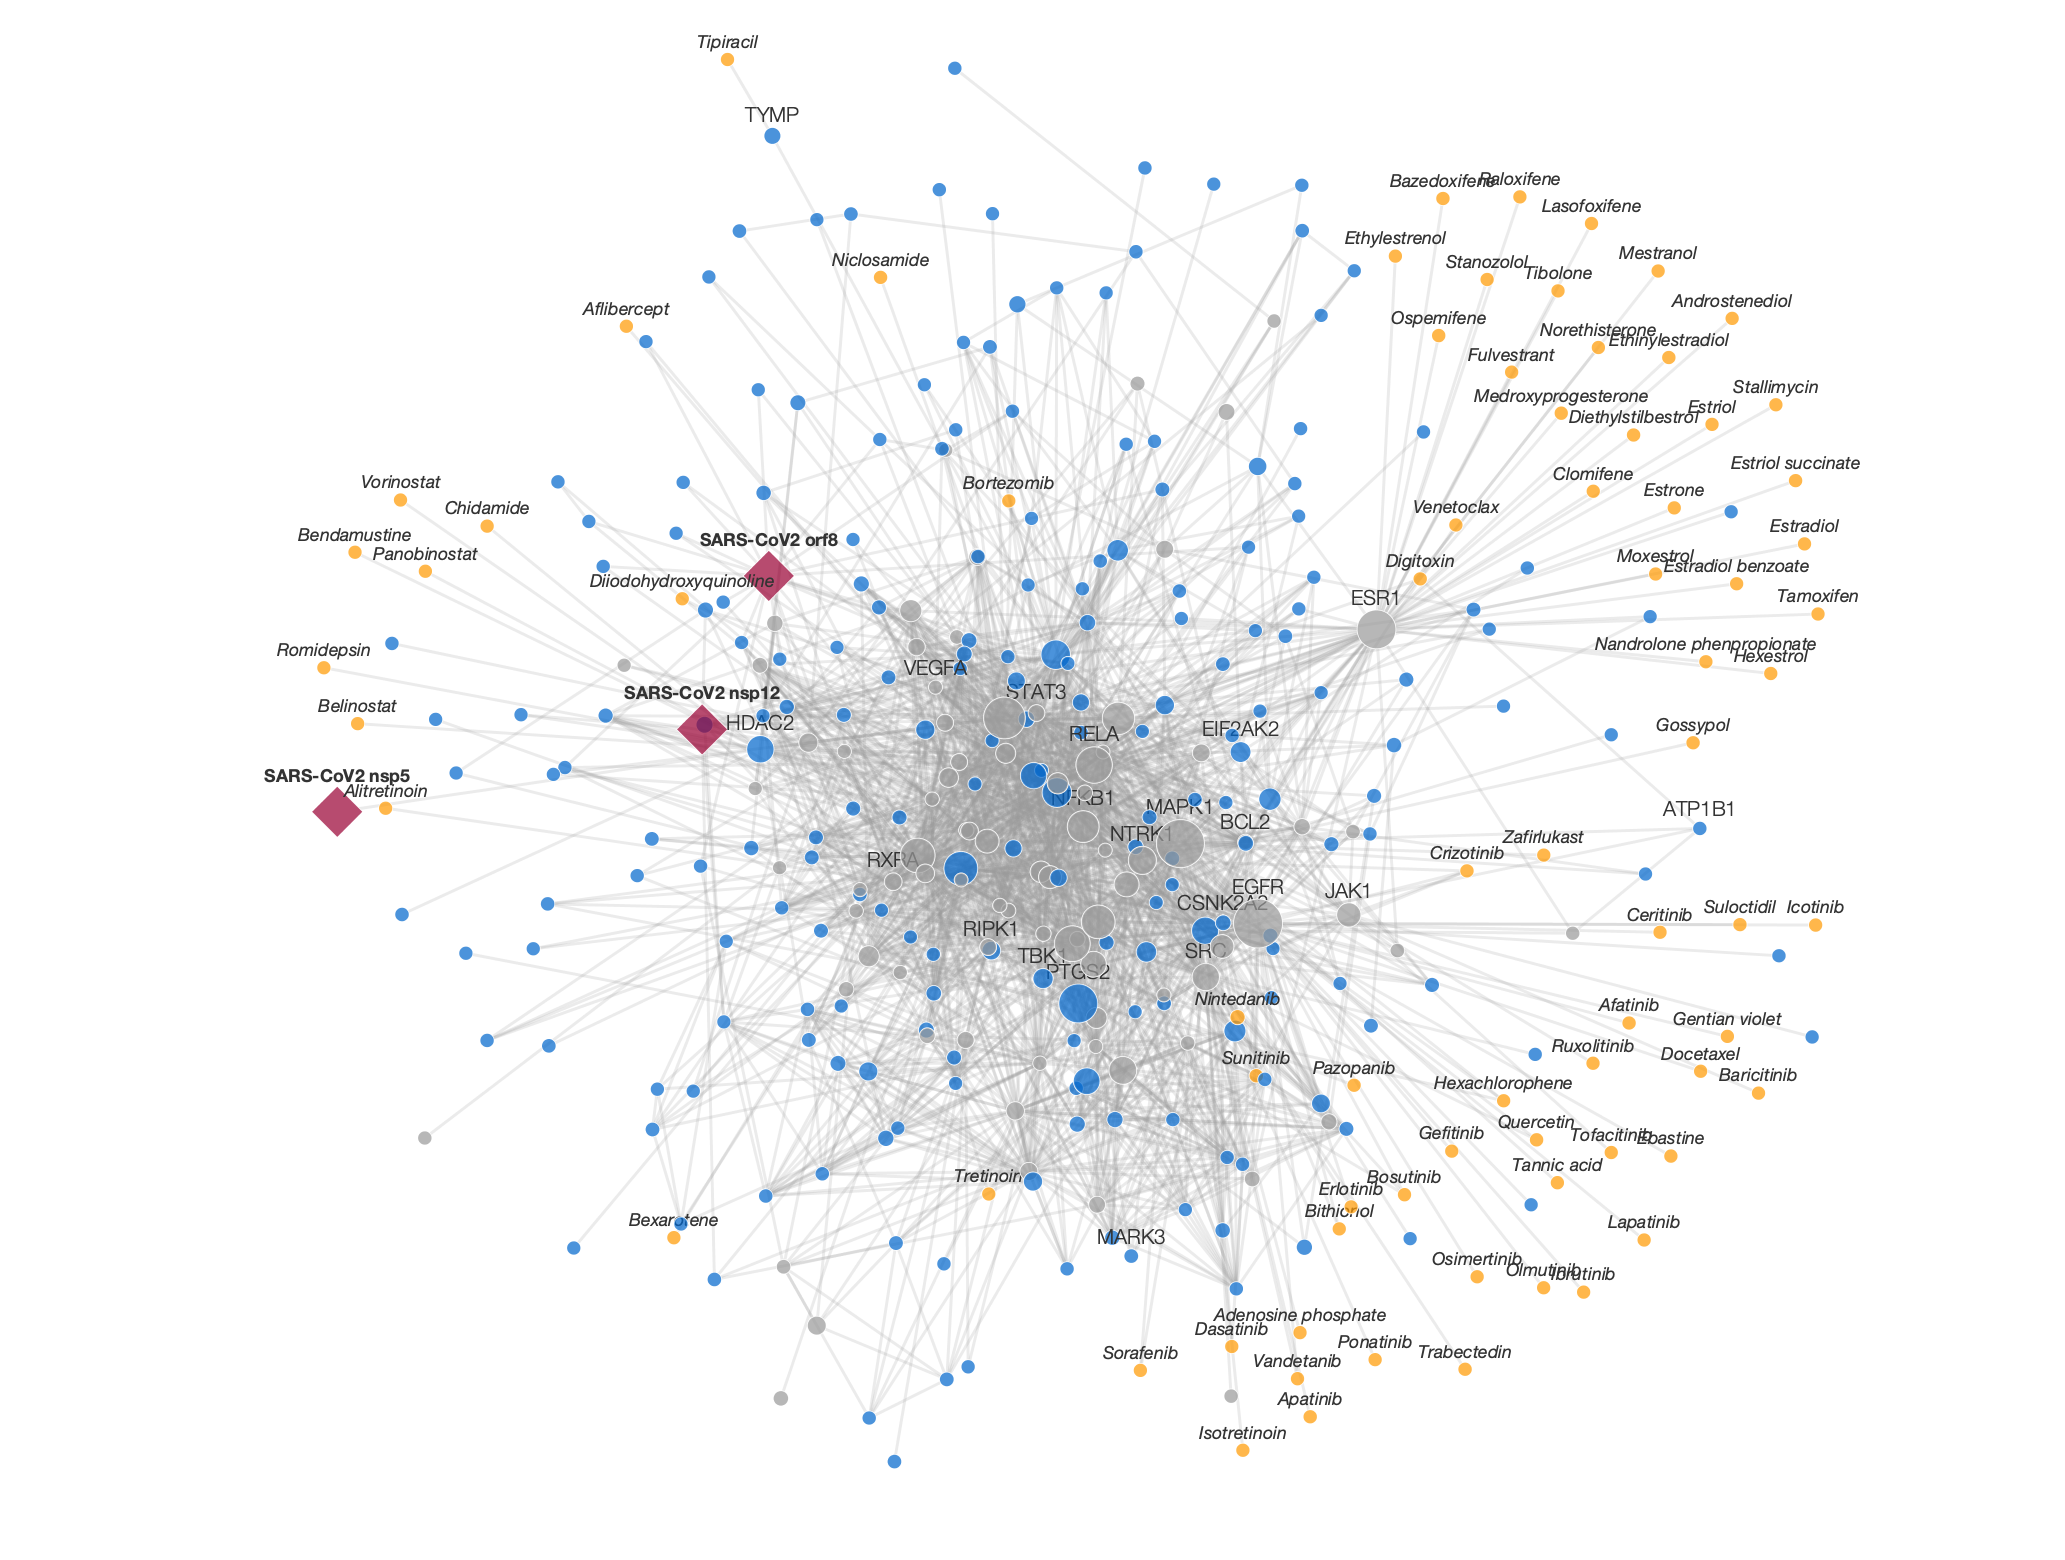 Tipiracil
TYMP
Bazedoxifene
Raloxifene
Lasofoxifene
Ethylestrenol
Mestranol
Niclosamide
Stanozolol
Tibolone
Aflibercept
Androstenediol
Ospemifene
Norethisterone
Ethinylestradiol
Fulvestrant
Stallimycin
Medroxyprogesterone
Estriol
Diethylstilbestrol
Estriol succinate
Clomifene
Vorinostat
Bortezomib
Estrone
Chidamide
Venetoclax
Estradiol
Bendamustine
SARS-CoV2 orf8
Panobinostat
Moxestrol
Digitoxin
Estradiol benzoate
Diiodohydroxyquinoline
ESR1
Tamoxifen
Nandrolone phenpropionate
Romidepsin
Hexestrol
VEGFA
SARS-CoV2 nsp12
STAT3
Belinostat
HDAC2
Gossypol
EIF2AK2
RELA
SARS-CoV2 nsp5
Alitretinoin
NFKB1
MAPK1
ATP1B1
BCL2
NTRK1
Zafirlukast
Crizotinib
RXRA
EGFR
JAK1
CSNK2A2
Suloctidil
Icotinib
Ceritinib
RIPK1
SRC
TBK1
PTGS2
Nintedanib
Afatinib
Gentian violet
Ruxolitinib
Docetaxel
Sunitinib
Pazopanib
Baricitinib
Hexachlorophene
Quercetin
Gefitinib
Tofacitinib
Ebastine
Tannic acid
Tretinoin
Bosutinib
Erlotinib
Bithionol
Bexarotene
Lapatinib
MARK3
Osimertinib
Olmutinib
Ibrutinib
Adenosine phosphate
Dasatinib
Ponatinib
Sorafenib
Vandetanib
Trabectedin
Apatinib
Isotretinoin